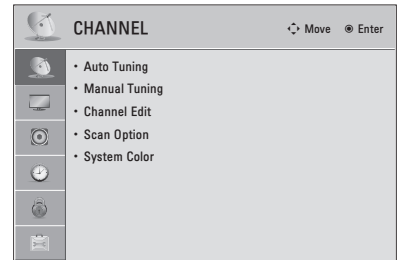 CHANNEL
Move Enter
• Auto Tuning
• Manual Tuning
• Channel Edit
• Scan Option
• System Color